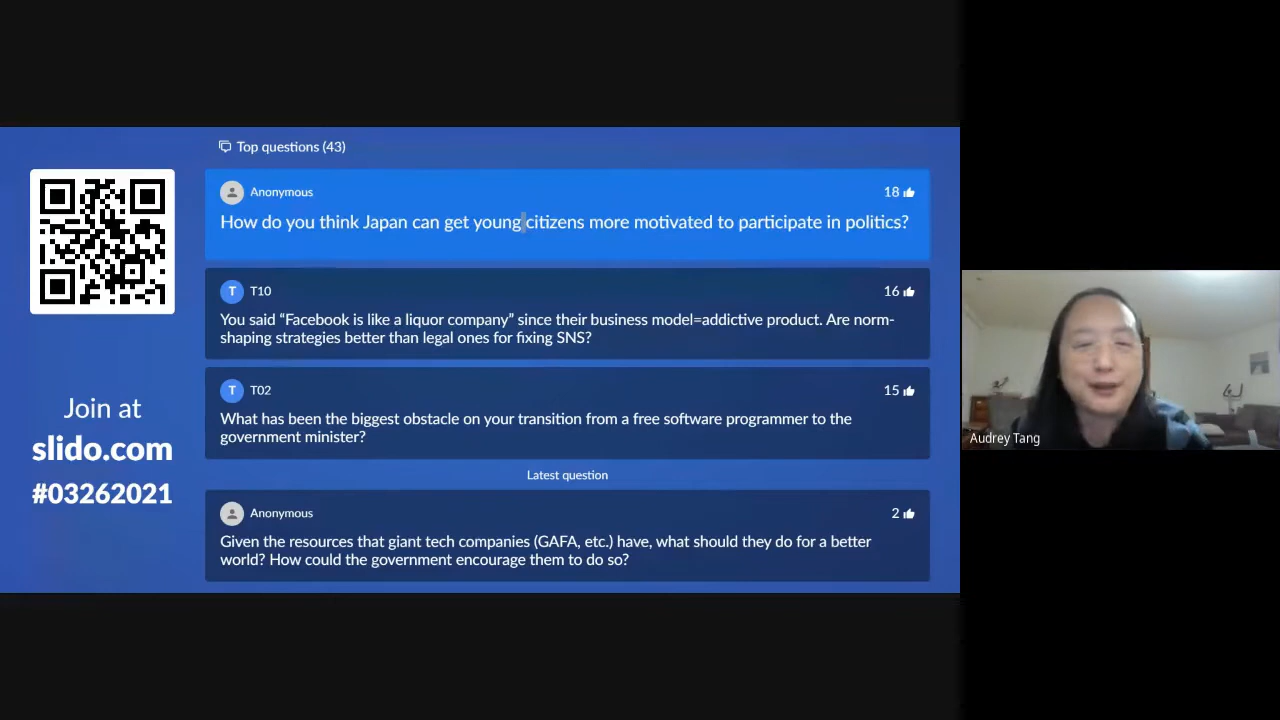 Top questions (43)
Anonymous
18
How do you think Japan can get young citizens more motivated to participate in politics?
T T10
16
You said “Facebook is like a liquor company” since their business model=addictive product. Are norm-
shaping strategies better than legal ones for fixing SNS?
T T02
15
What has been the biggest obstacle on your transition from a free software programmer to the
government minister?
Latest question
Anonymous
2
Given the resources that giant tech companies (GAFA, etc.) have, what should they do for a better
world? How could the government encourage them to do so?
Join at
slido.com
#03262021
Audrey Tang